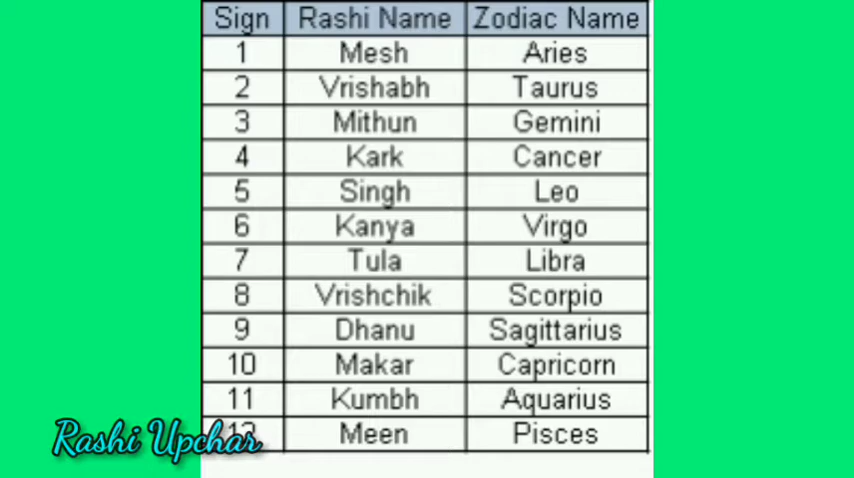 Sign Rashi Name Zodiac Name
1 Mesh Aries
2 Vrishabh Taurus
3 Mithun Gemini
4 Kark Cancer
5 Singh Leo
6 Kanya Virgo
7 Tula Libra
8 Vrishchik Scorpio
9 Dhanu Sagittarius
10 Makar Capricorn
11 Kumbh Aquarius
12 Meen Pisces
Rashi Upchar